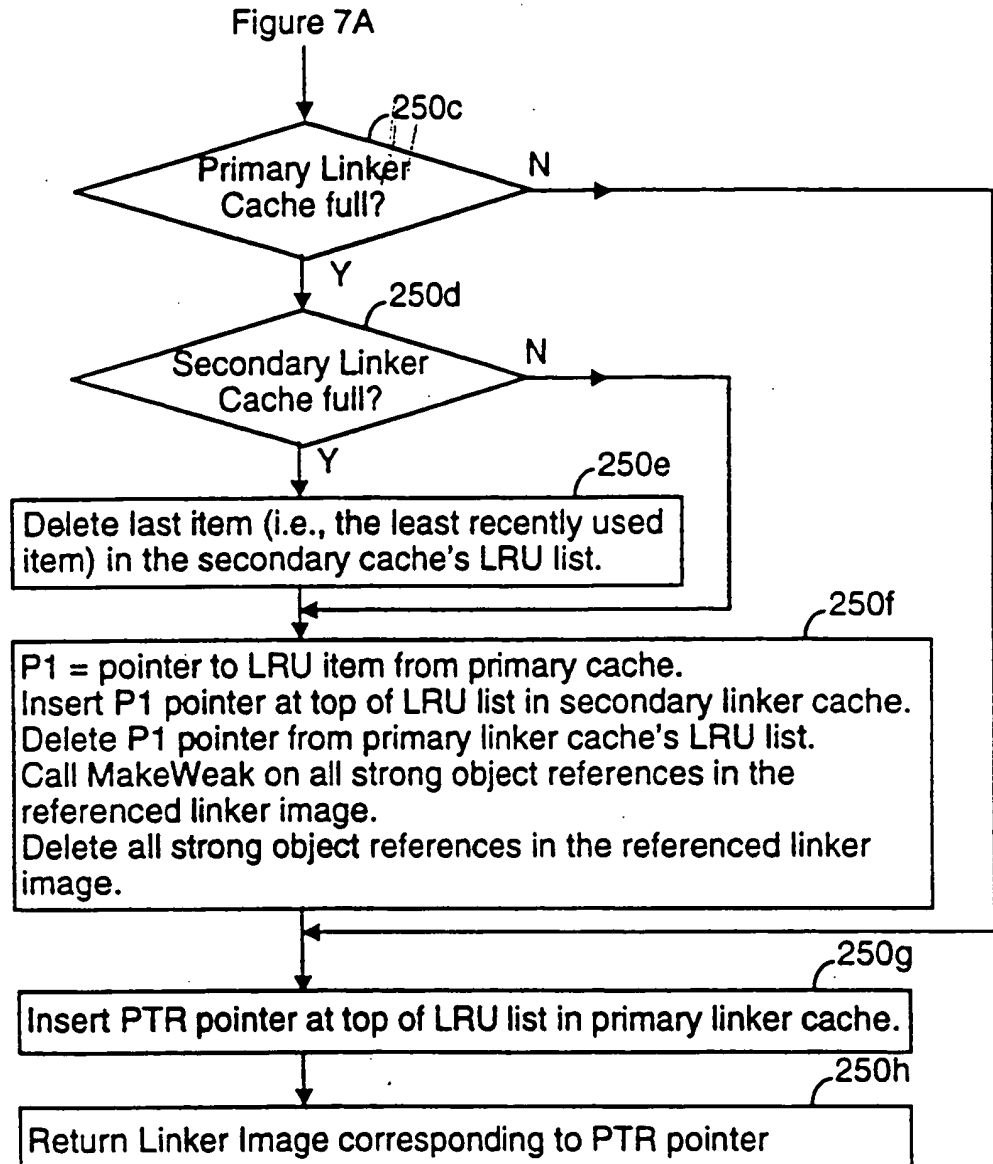 Figure 7A
250c
Primary Linker
Cache full?
N
Y
250d
Secondary Linker
Cache full?
N
Y
250e
Delete last item (i.e., the least recently used
item) in the secondary cache's LRU list.
250f
P1 = pointer to LRU item from primary cache.
Insert P1 pointer at top of LRU list in secondary linker cache.
Delete P1 pointer from primary linker cache's LRU list.
Call MakeWeak on all strong object references in the
referenced linker image.
Delete all strong object references in the referenced linker
image.
250g
Insert PTR pointer at top of LRU list in primary linker cache.
250h
Return Linker Image corresponding to PTR pointer